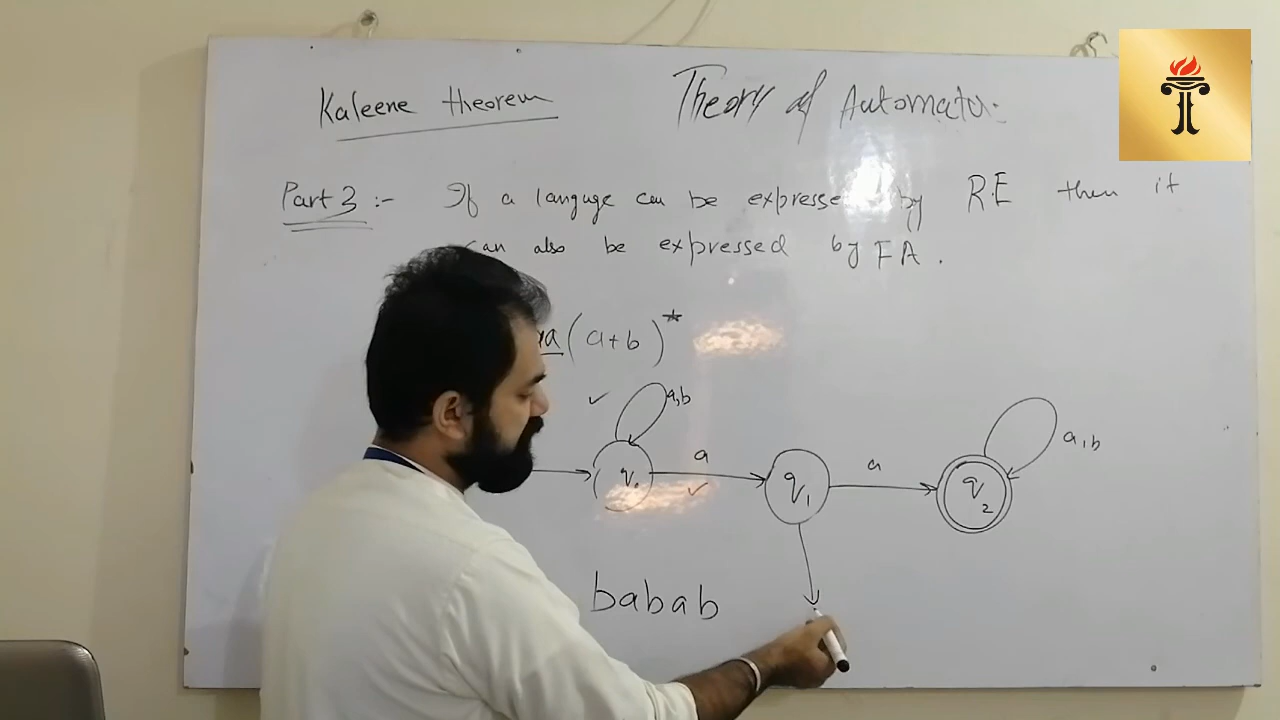 Kaleene theorem
Theory of Automata.
Part 3 :- If a languge can be expresse by R.E then it
can also be expressed by FA.
a(a+b)*
a,b
a
a
a,b
q0
q1
q2
babab